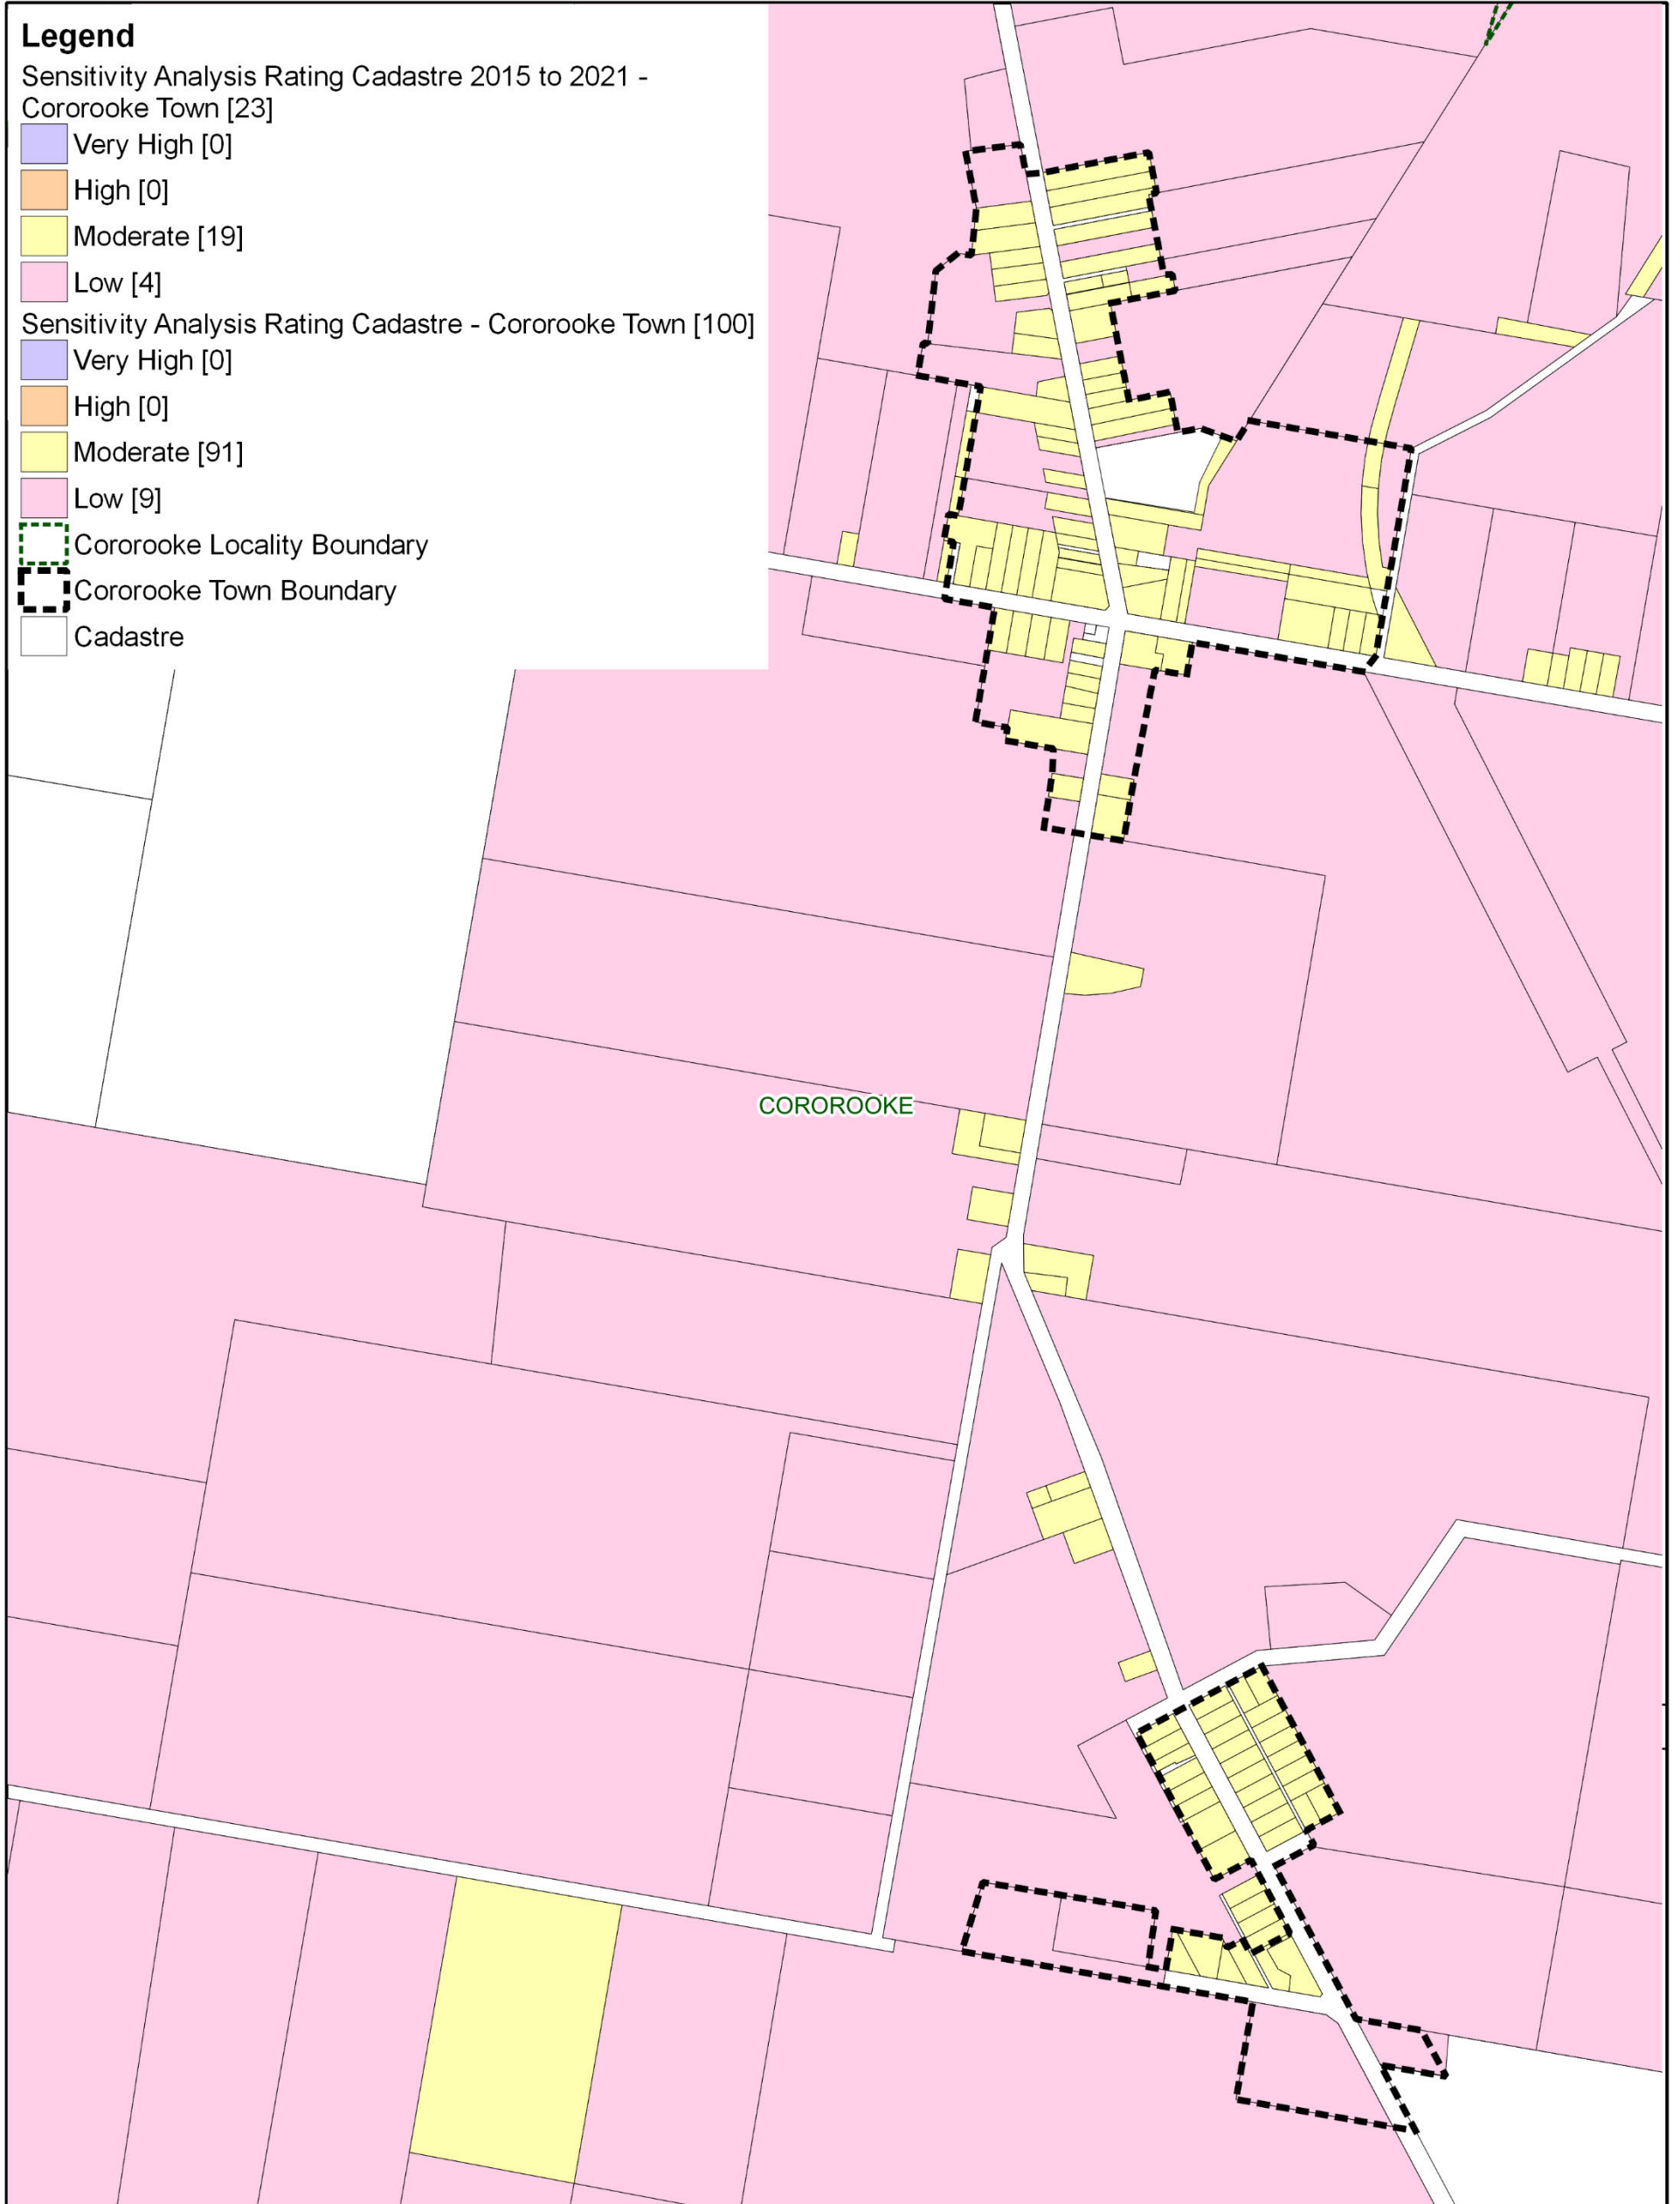 Legend
Sensitivity Analysis Rating Cadastre 2015 to 2021 -
Cororooke Town [23]
Very High [0]
High [0]
Moderate [19]
Low [4]
Sensitivity Analysis Rating Cadastre - Cororooke Town [100]
Very High [0]
High [0]
Moderate [91]
Low [9]
Cororooke Locality Boundary
Cororooke Town Boundary
Cadastre
COROROOKE